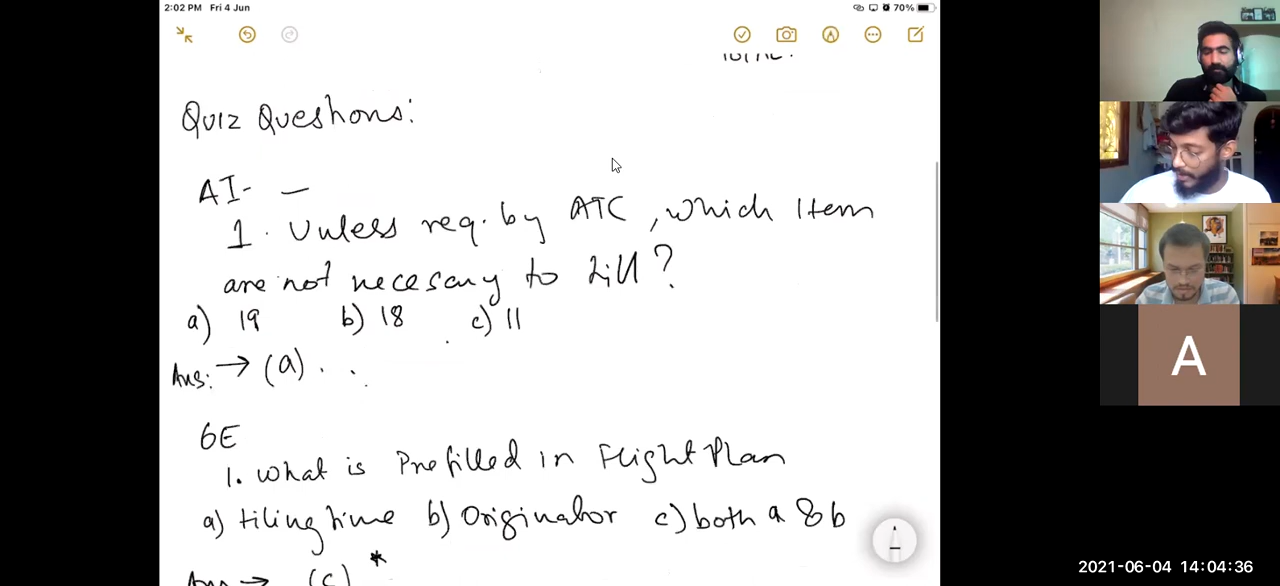 2:02 PM Fri 4 Jun
70%
Quiz Questions:
AI- —
1. Unless req. by ATC, which Item
are not necesary to fill?
a) 19 b) 18 c) 11
Ans: → (a).
6E
1. What is Prefilled in Flight Plan
a) filing time b) Originator c) both a & b
*
Ans → (c)
A
2021-06-04 14:04:36